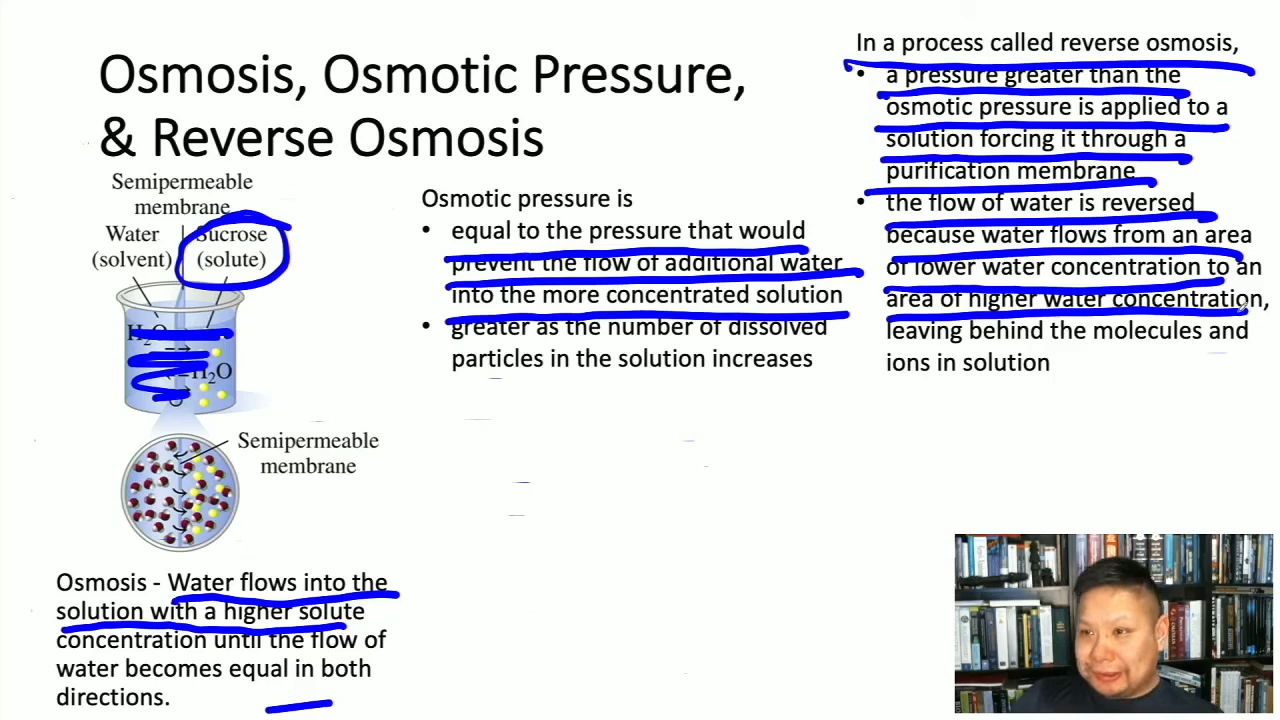 Osmosis, Osmotic Pressure,
& Reverse Osmosis
Semipermeable
membrane
Water
(solvent)
Sucrose
(solute)
H₂O
H₂O
Semipermeable
membrane
Osmosis - Water flows into the
solution with a higher solute
concentration until the flow of
water becomes equal in both
directions.
Osmotic pressure is
• equal to the pressure that would
prevent the flow of additional water
into the more concentrated solution
• greater as the number of dissolved
particles in the solution increases
In a process called reverse osmosis,
• a pressure greater than the
osmotic pressure is applied to a
solution forcing it through a
purification membrane
• the flow of water is reversed
because water flows from an area
of lower water concentration to an
area of higher water concentration,
leaving behind the molecules and
ions in solution